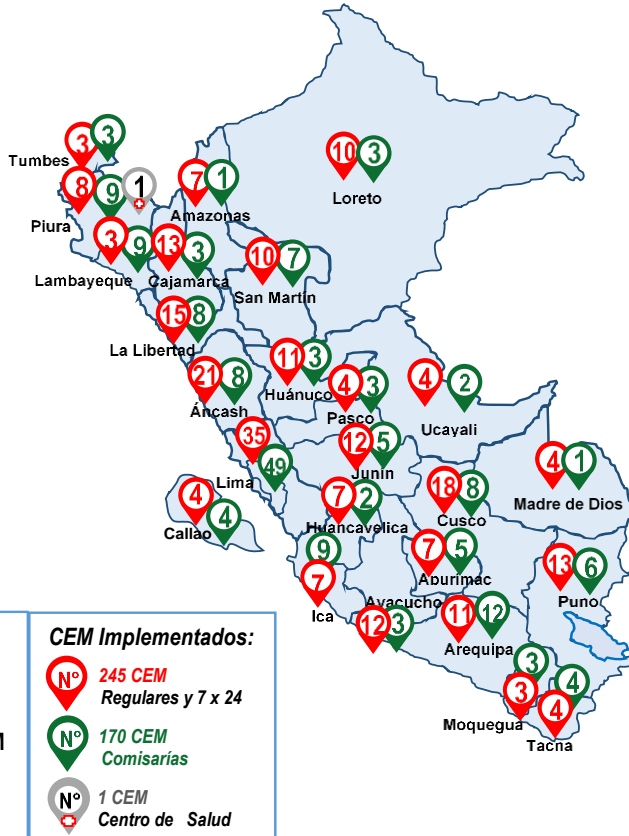 3 3
Tumbes
10 3
Loreto
8 9 1
Piura
7 1
Amazonas
3 9
Lambayeque
13 3
Cajamarca
10 7
San Martín
15 8
La Libertad
21 8
Áncash
11 3
Huánuco
4 3
Pasco
4 2
Ucayali
35 49
Lima
12 5
Junín
4 1
Madre de Dios
4 4
Callao
7 2
Huancavelica
18 8
Cusco
9
7
Ica
7 5
Aburímac
13 6
Puno
Ayacucho
12 3
11 12
Arequipa
3
3
Moquegua
4
4
Tacna
M
CEM Implementados:
Nº 245 CEM
Regulares y 7 x 24
Nº 170 CEM
Comisarías
Nº 1 CEM
Centro de Salud